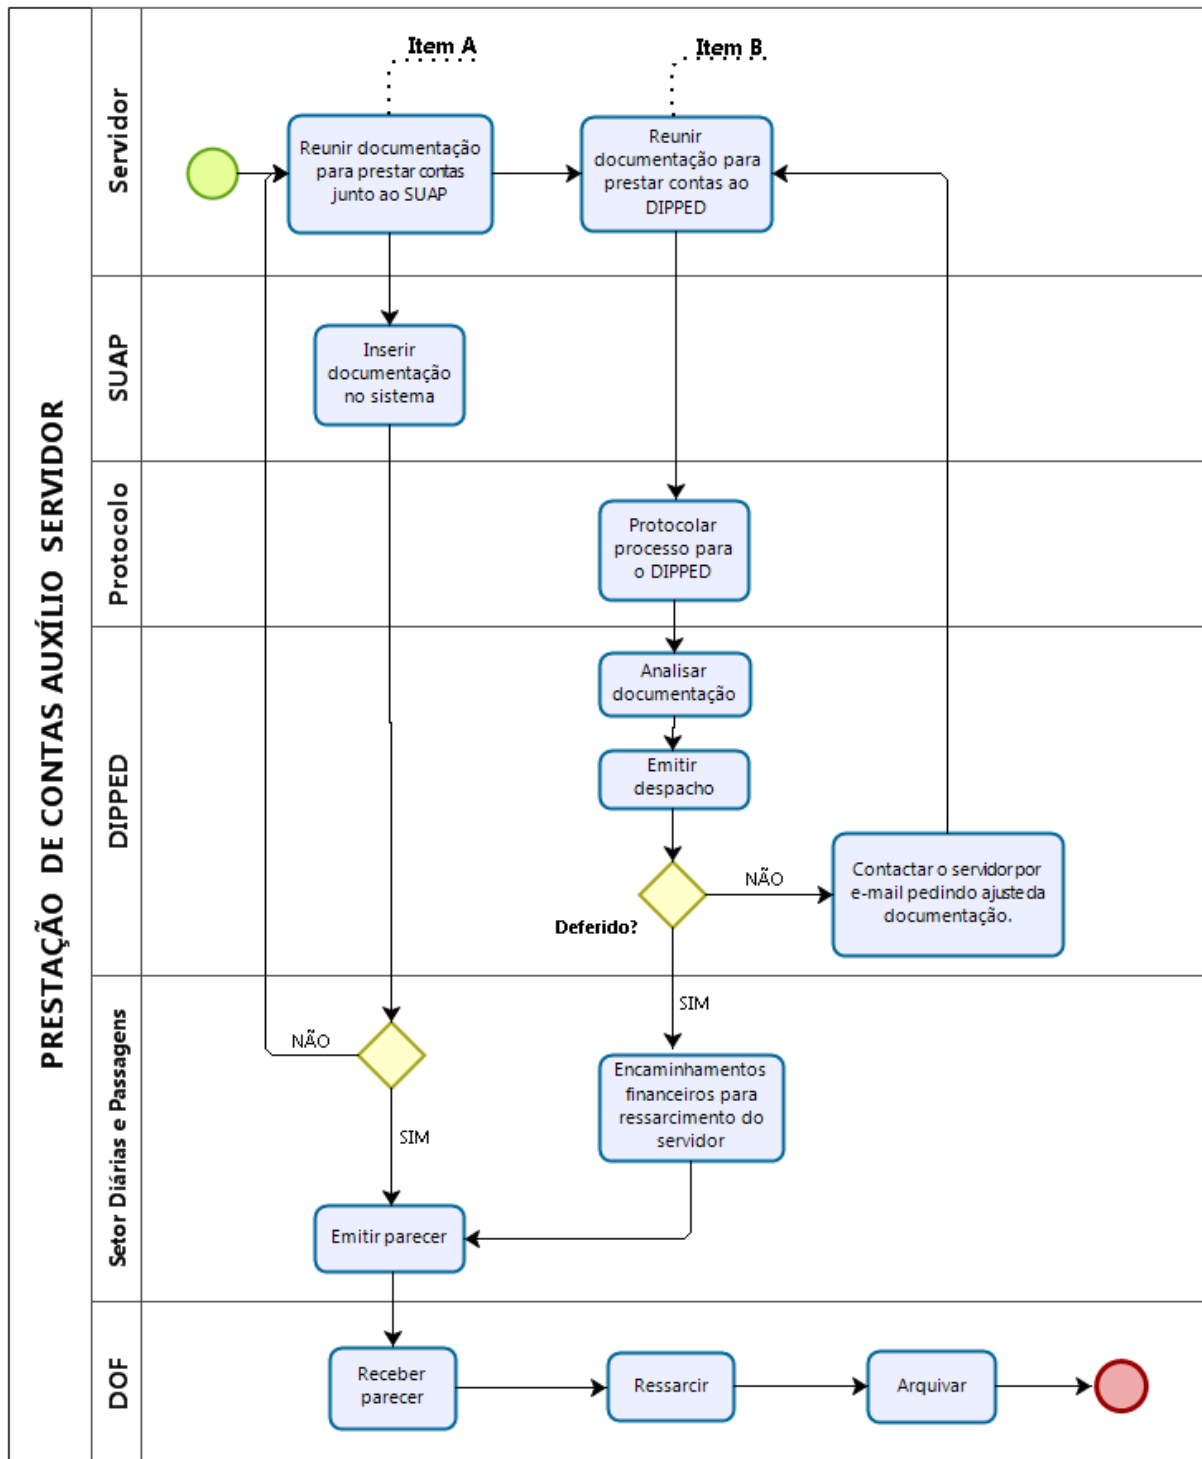 PRESTAÇÃO DE CONTAS AUXÍLIO SERVIDOR
Servidor
Item A
Item B
Reunir documentação
para prestar contas
junto ao SUAP
Reunir
documentação para
prestar contas ao
DIPPED
SUAP
Inserir
documentação
no sistema
Protocolo
Protocolar
processo para
o DIPPED
DIPPED
Analisar
documentação
Emitir
despacho
Deferido?
NÃO
Contactar o servidor por
e-mail pedindo ajuste da
documentação.
SIM
Setor Diárias e Passagens
NÃO
SIM
Encaminhamentos
financeiros para
ressarcimento do
servidor
Emitir parecer
DOF
Receber
parecer
Ressarcir
Arquivar